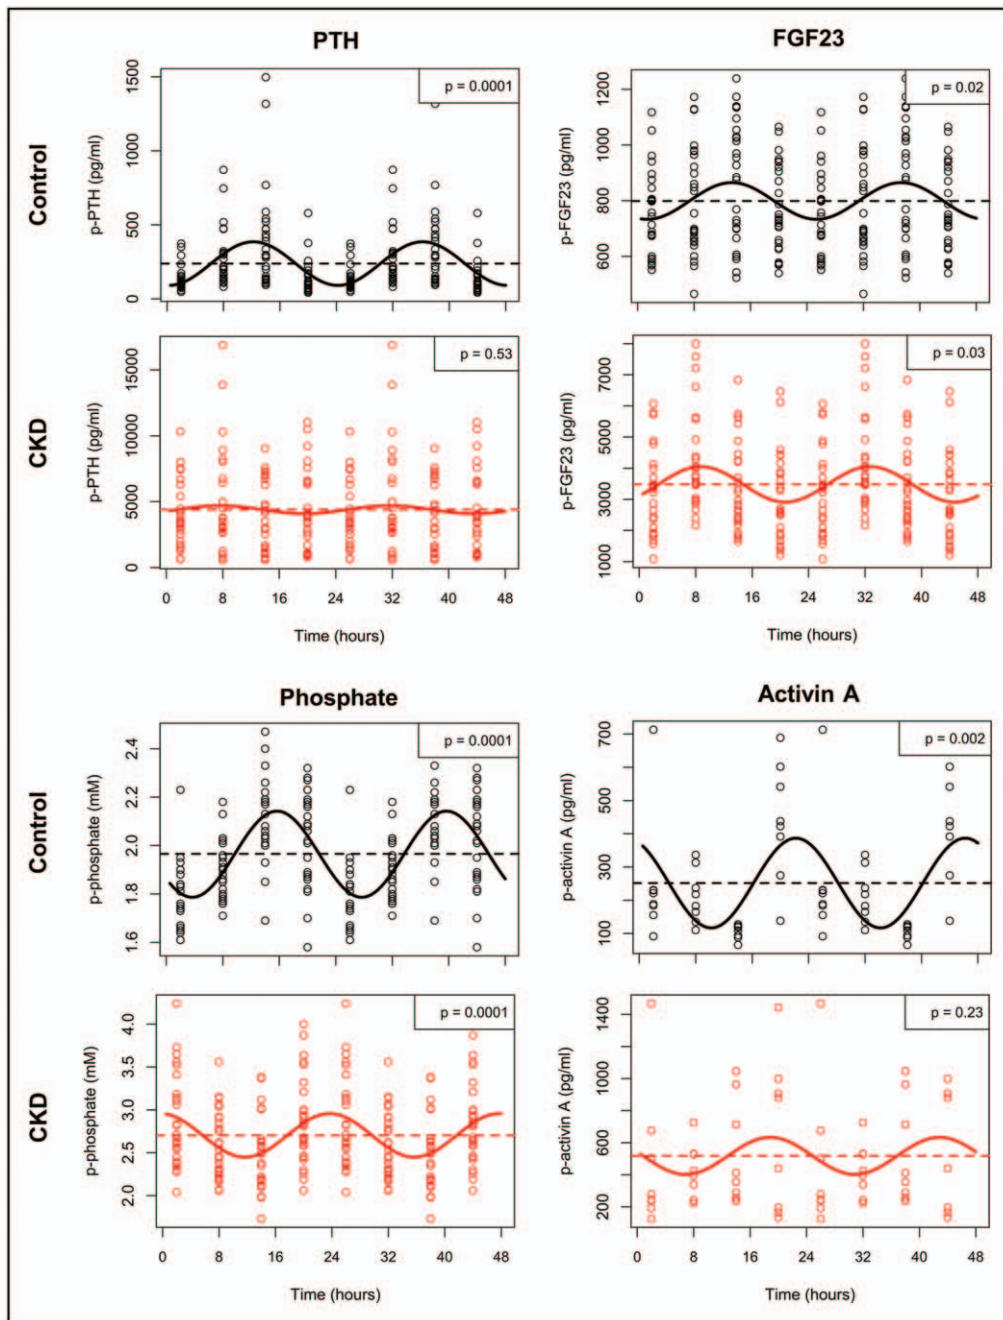 PTH
FGF23
Control
p-PTH (pg/ml)
1500
1000
500
0
p = 0.0001
p-FGF23 (pg/ml)
1200
1000
800
600
p = 0.02
CKD
p-PTH (pg/ml)
15000
10000
5000
0
p = 0.53
0 8 16 24 32 40 48
Time (hours)
p-FGF23 (pg/ml)
7000
5000
3000
1000
p = 0.03
0 8 16 24 32 40 48
Time (hours)
Phosphate
Activin A
Control
p-phosphate (mM)
2.4
2.2
2.0
1.8
1.6
p = 0.0001
p-activin A (pg/ml)
700
500
300
100
p = 0.002
CKD
p-phosphate (mM)
4.0
3.5
3.0
2.5
2.0
p = 0.0001
0 8 16 24 32 40 48
Time (hours)
p-activin A (pg/ml)
1400
1000
600
200
p = 0.23
0 8 16 24 32 40 48
Time (hours)